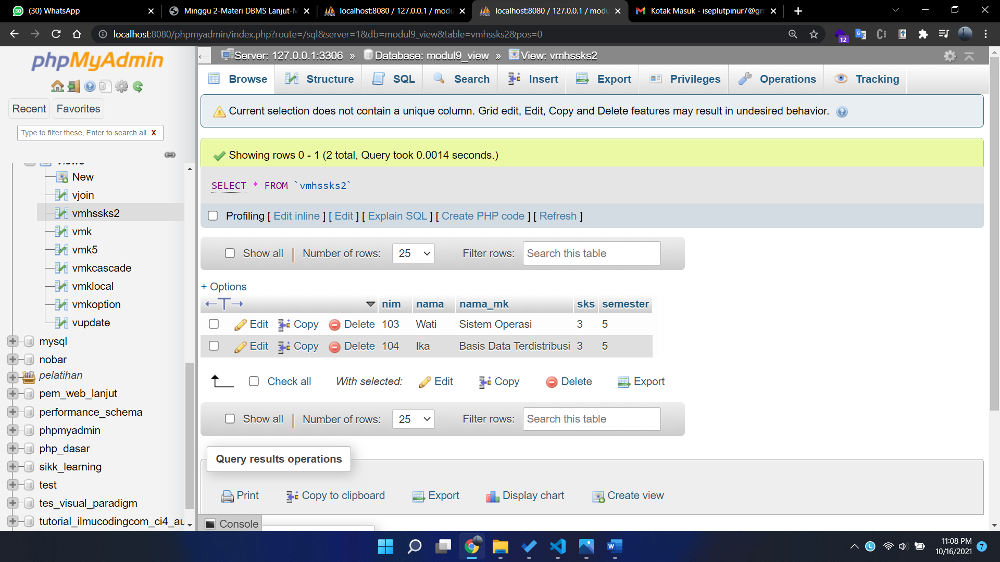 (30) WhatsApp
Minggu 2-Materi DBMS Lanjut-M
localhost:8080 / 127.0.0.1 / modu
localhost:8080 / 127.0.0.1 / modu
Kotak Masuk - iseplutpinur7@gm
localhost:8080/phpmyadmin/index.php?route=/sql&server=1&db=modul9_view&table=vmhssks2&pos=0
12
phpMyAdmin
Recent
Favorites
Type to filter these, Enter to search all X
Views
New
vjoin
vmhssks2
vmk
vmk5
vmkcascade
vmklocal
vmkoption
vupdate
mysql
nobar
pelatihan
pem_web_lanjut
performance_schema
phpmyadmin
php_dasar
sikk_learning
test
tes_visual_paradigm
tutorial_ilmucodingcom_ci4_au
Server: 127.0.0.1:3306 » Database: modul9_view » View: vmhssks2
Browse Structure SQL Search Insert Export Privileges Operations Tracking
Current selection does not contain a unique column. Grid edit, Edit, Copy and Delete features may result in undesired behavior.
Showing rows 0 - 1 (2 total, Query took 0.0014 seconds.)
SELECT * FROM `vmhssks2`
Profiling [ Edit inline ] [ Edit ] [ Explain SQL ] [ Create PHP code ] [ Refresh ]
Show all | Number of rows: 25 Filter rows: Search this table
+ Options
nim nama nama_mk sks semester
Edit Copy Delete 103 Wati Sistem Operasi 3 5
Edit Copy Delete 104 Ika Basis Data Terdistribusi 3 5
Check all With selected: Edit Copy Delete Export
Show all | Number of rows: 25 Filter rows: Search this table
Query results operations
Print Copy to clipboard Export Display chart Create view
Console
11:08 PM
10/16/2021
7